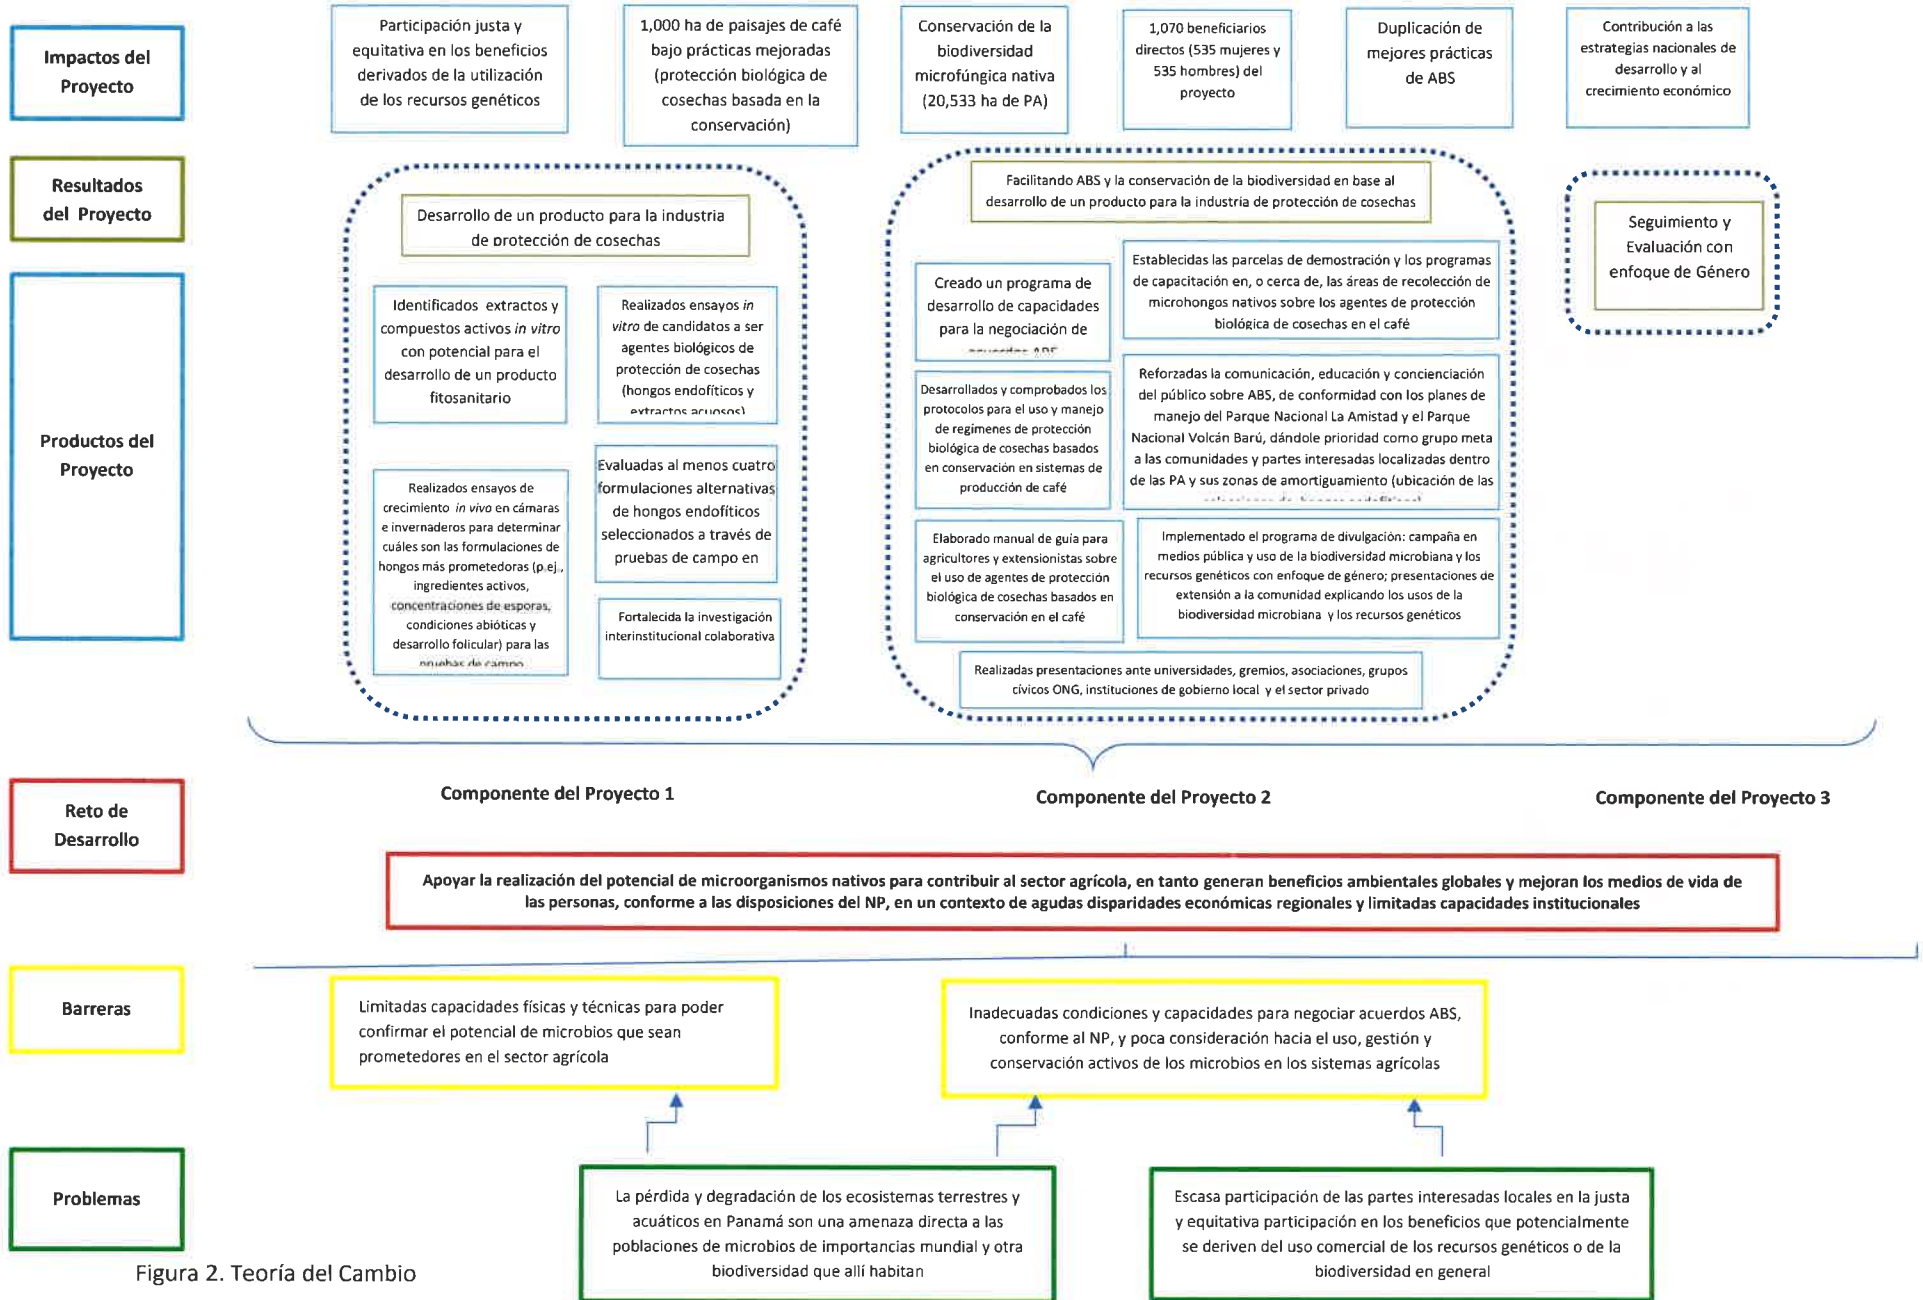 Impactos del
Proyecto
Participación justa y
equitativa en los beneficios
derivados de la utilización
de los recursos genéticos
1,000 ha de paisajes de café
bajo prácticas mejoradas
(protección biológica de
cosechas basada en la
conservación)
Conservación de la
biodiversidad
microfúngica nativa
(20,533 ha de PA)
1,070 beneficiarios
directos (535 mujeres y
535 hombres) del
proyecto
Duplicación de
mejores prácticas
de ABS
Contribución a las
estrategias nacionales de
desarrollo y al
crecimiento económico
Resultados
del Proyecto
Desarrollo de un producto para la industria
de protección de cosechas
Facilitando ABS y la conservación de la biodiversidad en base al
desarrollo de un producto para la industria de protección de cosechas
Seguimiento y
Evaluación con
enfoque de Género
Productos del
Proyecto
Identificados extractos y
compuestos activos in vitro
con potencial para el
desarrollo de un producto
fitosanitario
Realizados ensayos in
vitro de candidatos a ser
agentes biológicos de
protección de cosechas
(hongos endofíticos y
extractos acuosos)
Realizados ensayos de
crecimiento in vivo en cámaras
e invernaderos para determinar
cuáles son las formulaciones de
hongos más prometedoras (p.ej.,
ingredientes activos,
concentraciones de esporas,
condiciones abióticas y
desarrollo folicular) para las
pruebas de campo
Evaluadas al menos cuatro
formulaciones alternativas
de hongos endofíticos
seleccionados a través de
pruebas de campo en
Fortalecida la investigación
interinstitucional colaborativa
Creado un programa de
desarrollo de capacidades
para la negociación de
Establecidas las parcelas de demostración y los programas
de capacitación en, o cerca de, las áreas de recolección de
microhongos nativos sobre los agentes de protección
biológica de cosechas en el café
Desarrollados y comprobados los
protocolos para el uso y manejo
de regímenes de protección
biológica de cosechas basados
en conservación en sistemas de
producción de café
Reforzadas la comunicación, educación y concienciación
del público sobre ABS, de conformidad con los planes de
manejo del Parque Nacional La Amistad y el Parque
Nacional Volcán Barú, dándole prioridad como grupo meta
a las comunidades y partes interesadas localizadas dentro
de las PA y sus zonas de amortiguamiento (ubicación de las
Elaborado manual de guía para
agricultores y extensionistas sobre
el uso de agentes de protección
biológica de cosechas basados en
conservación en el café
Implementado el programa de divulgación: campaña en
medios pública y uso de la biodiversidad microbiana y los
recursos genéticos con enfoque de género; presentaciones de
extensión a la comunidad explicando los usos de la
biodiversidad microbiana y los recursos genéticos
Realizadas presentaciones ante universidades, gremios, asociaciones, grupos
cívicos ONG, instituciones de gobierno local y el sector privado
Reto de
Desarrollo
Componente del Proyecto 1
Componente del Proyecto 2
Componente del Proyecto 3
Apoyar la realización del potencial de microorganismos nativos para contribuir al sector agrícola, en tanto generan beneficios ambientales globales y mejoran los medios de vida de
las personas, conforme a las disposiciones del NP, en un contexto de agudas disparidades económicas regionales y limitadas capacidades institucionales
Barreras
Limitadas capacidades físicas y técnicas para poder
confirmar el potencial de microbios que sean
prometedores en el sector agrícola
Inadecuadas condiciones y capacidades para negociar acuerdos ABS,
conforme al NP, y poca consideración hacia el uso, gestión y
conservación activos de los microbios en los sistemas agrícolas
Problemas
La pérdida y degradación de los ecosistemas terrestres y
acuáticos en Panamá son una amenaza directa a las
poblaciones de microbios de importancias mundial y otra
biodiversidad que allí habitan
Escasa participación de las partes interesadas locales en la justa
y equitativa participación en los beneficios que potencialmente
se deriven del uso comercial de los recursos genéticos o de la
biodiversidad en general
Figura 2. Teoría del Cambio